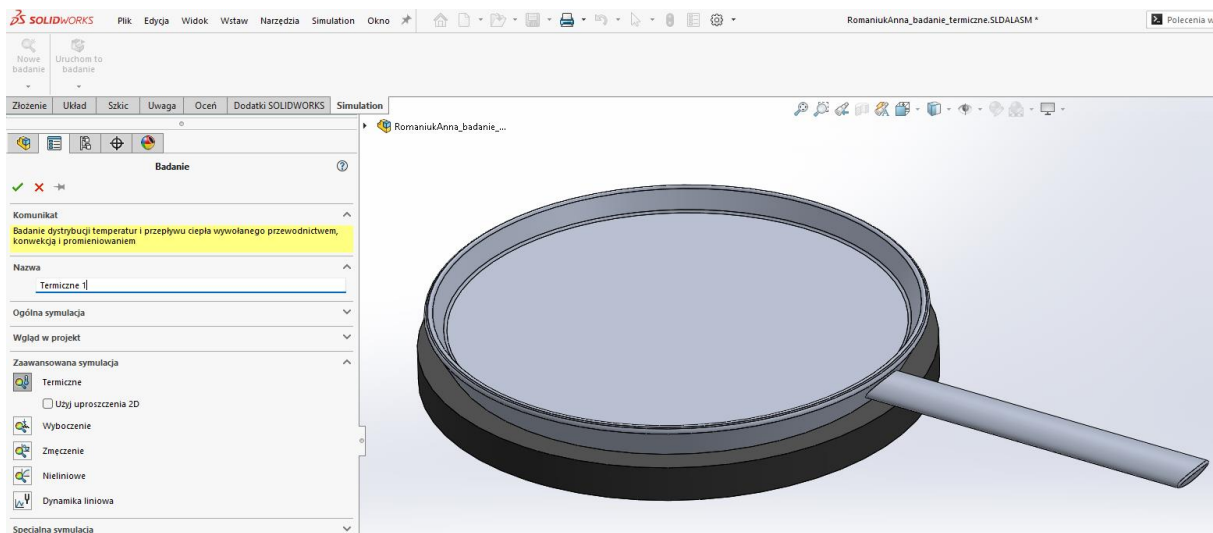 SOLIDWORKS Plik Edycja Widok Wstaw Narzędzia Simulation Okno RomaniukAnna_badanie_termiczne.SLDALASM * Polecenia w
Nowe badanie Uruchom to badanie
Złożenie Układ Szkic Uwaga Oceń Dodatki SOLIDWORKS Simulation
RomaniukAnna_badanie_...
Badanie
Komunikat
Badanie dystrybucji temperatur i przepływu ciepła wywołanego przewodnictwem,
konwekcją i promieniowaniem
Nazwa
Termiczne 1
Ogólna symulacja
Wgląd w projekt
Zaawansowana symulacja
Termiczne
Użyj uproszczenia 2D
Wyboczenie
Zmęczenie
Nieliniowe
Dynamika liniowa
Specjalna symulacja